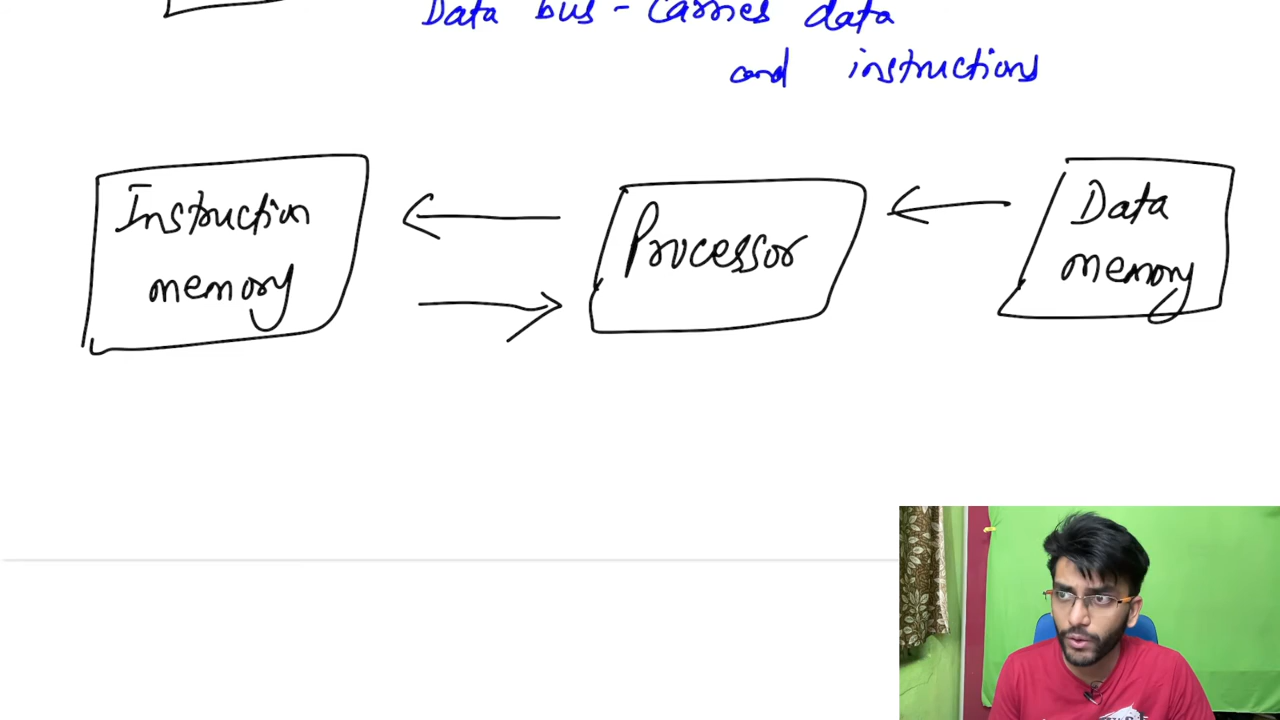 Data bus - Carries data
and instructions
Instruction
memory
Processor
Data
memory